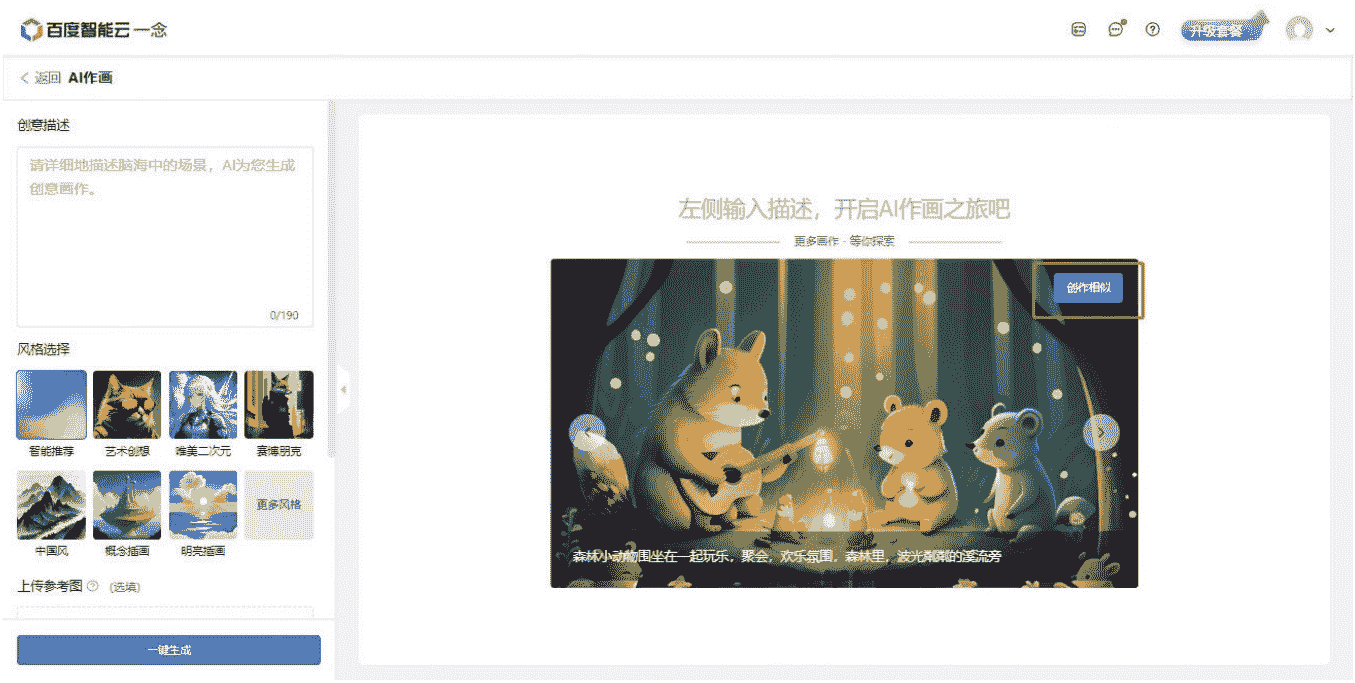 百度智能云一念
升级套餐
返回 AI作画
创意描述
请详细地描述脑海中的场景，AI为您生成
创意画作。
0/190
风格选择
智能推荐 艺术创想 唯美二次元 赛博朋克
更多风格
中国风 概念插画 明亮插画
上传参考图 (选填)
一键生成
左侧输入描述，开启AI作画之旅吧
更多画作 · 等你探索
创作相似
森林小动物围坐在一起玩乐，聚会，欢乐氛围，森林里，波光粼粼的溪流旁